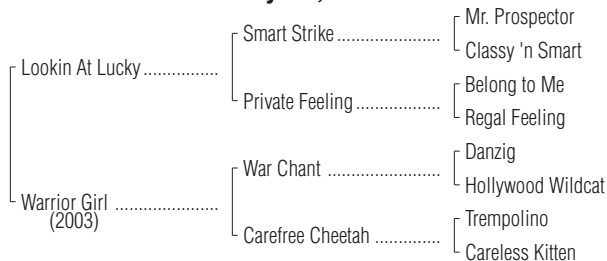 Lookin At Lucky ................
Warrior Girl ......................
(2003)
Smart Strike ....................
Private Feeling ..................
War Chant .......................
Carefree Cheetah ..............
Mr. Prospector
Classy 'n Smart
Belong to Me
Regal Feeling
Danzig
Hollywood Wildcat
Trempolino
Careless Kitten